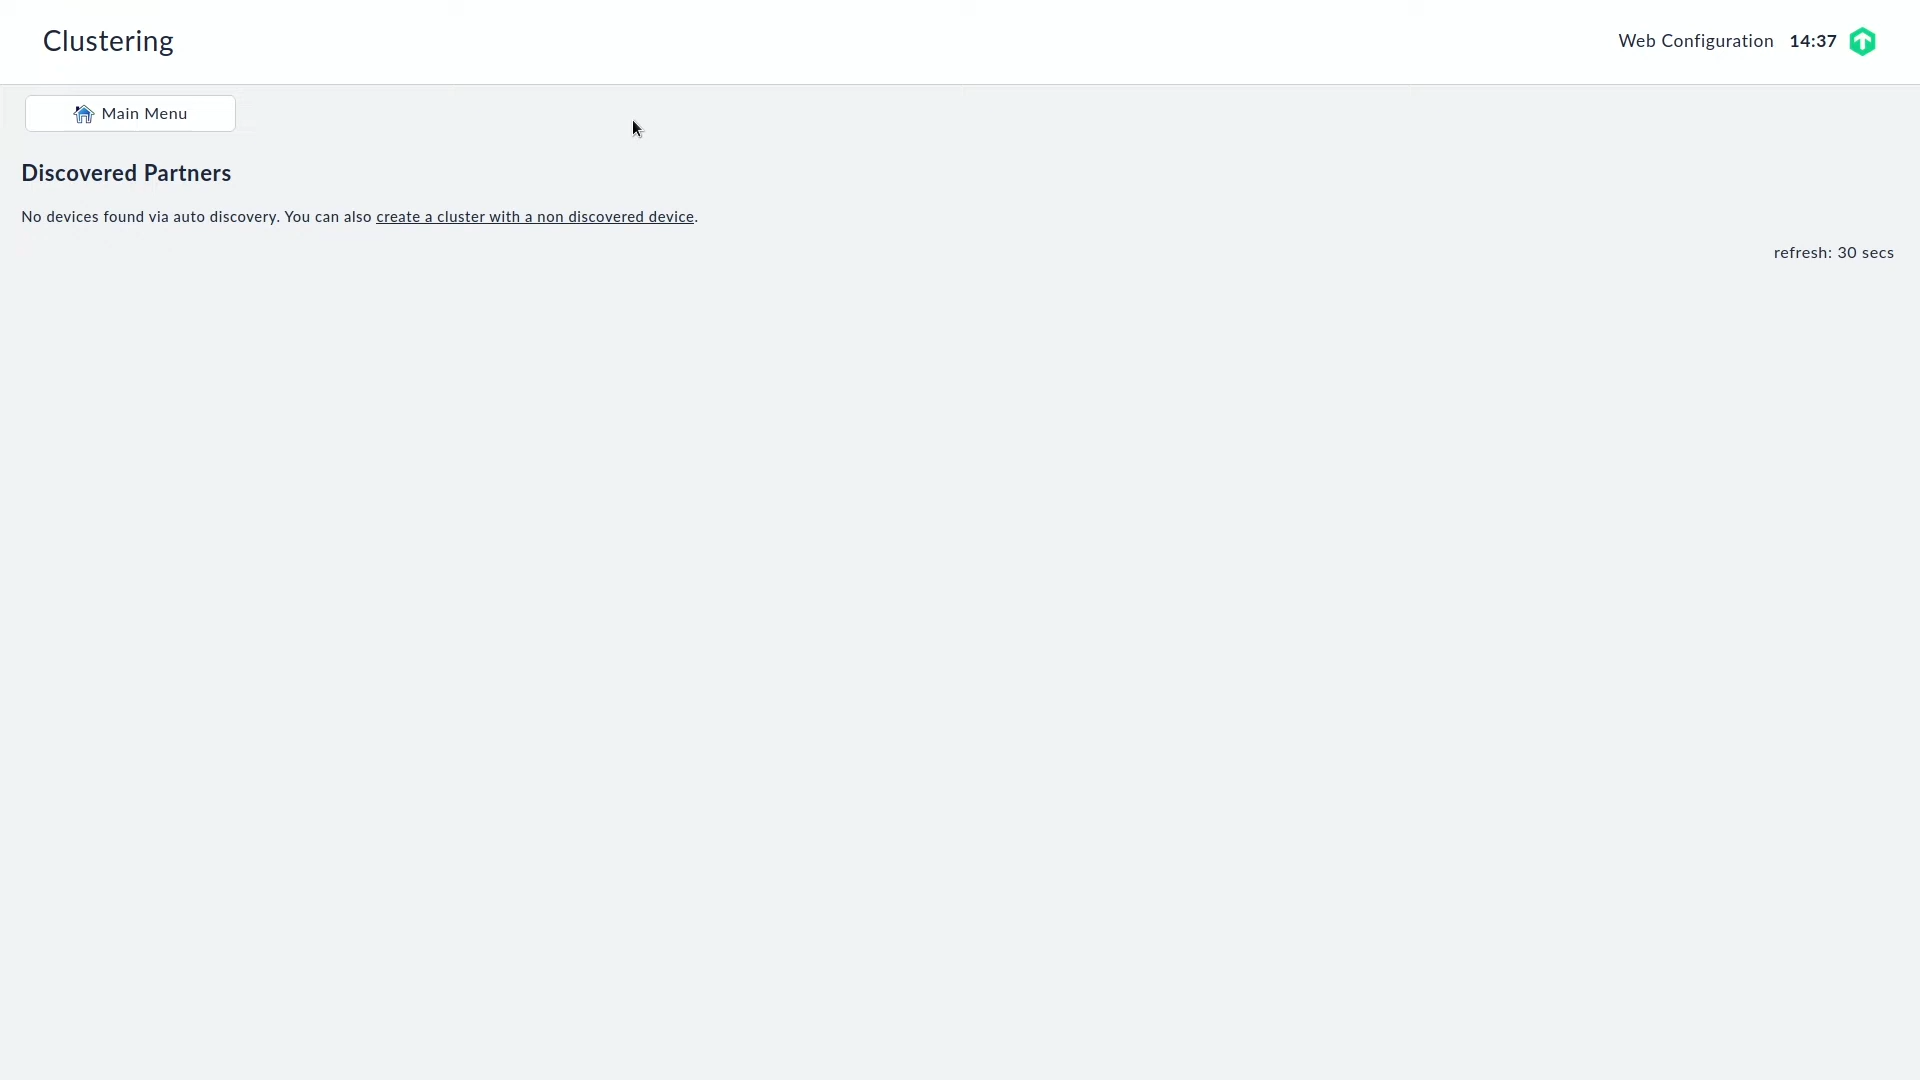 Clustering
Web Configuration 14:37
Main Menu
Discovered Partners
No devices found via auto discovery. You can also create a cluster with a non discovered device.
refresh: 30 secs